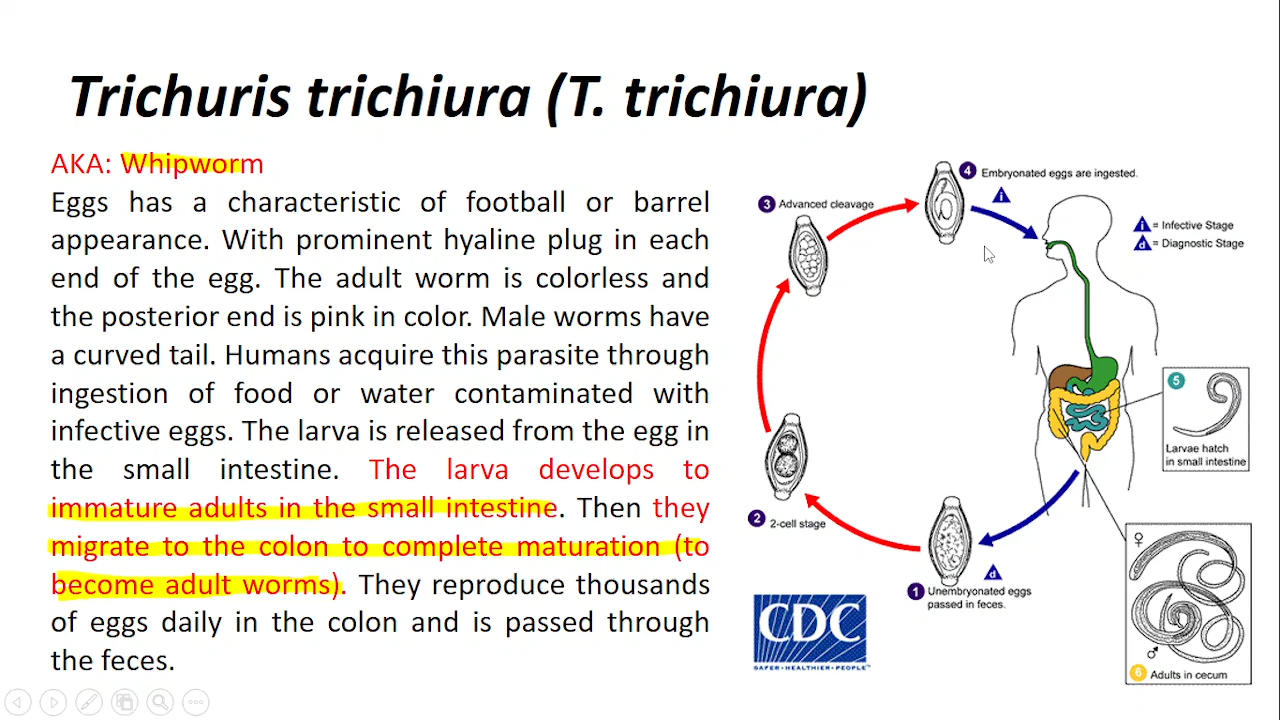 Trichuris trichiura (T. trichiura)
AKA: Whipworm
Eggs has a characteristic of football or barrel
appearance. With prominent hyaline plug in each
end of the egg. The adult worm is colorless and
the posterior end is pink in color. Male worms have
a curved tail. Humans acquire this parasite through
ingestion of food or water contaminated with
infective eggs. The larva is released from the egg in
the small intestine. The larva develops to
immature adults in the small intestine. Then they
migrate to the colon to complete maturation (to
become adult worms). They reproduce thousands
of eggs daily in the colon and is passed through
the feces.
4 Embryonated eggs are ingested.
i
3 Advanced cleavage
i = Infective Stage
d = Diagnostic Stage
5
Larvae hatch
in small intestine
2 2-cell stage
d
1 Unembryonated eggs
passed in feces.
♀
♂
6 Adults in cecum
CDC
SAFER•HEALTHIER•PEOPLE™